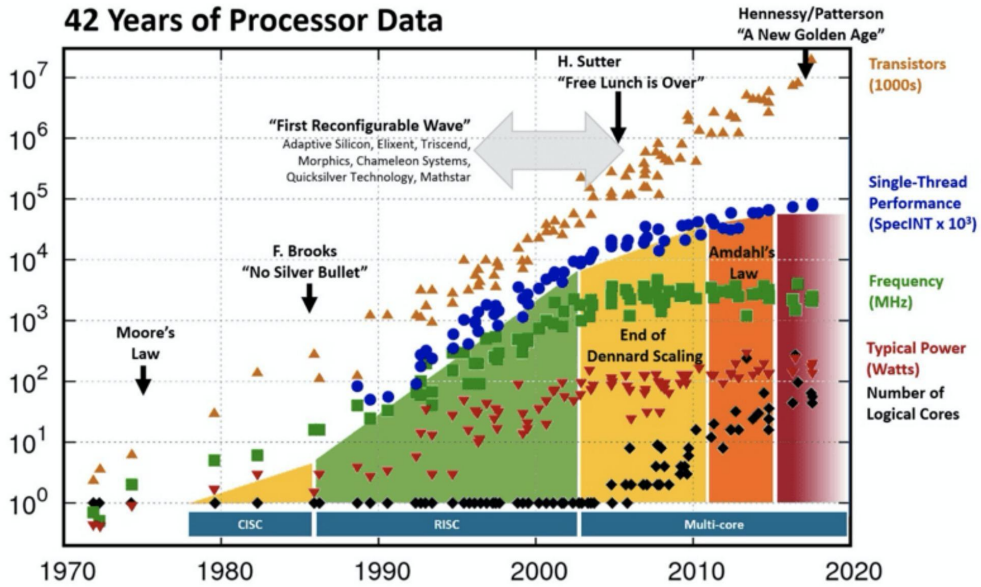 42 Years of Processor Data
Hennessy/Patterson
“A New Golden Age”
H. Sutter
“Free Lunch is Over”
“First Reconfigurable Wave”
Adaptive Silicon, Elixent, Triscend,
Morphics, Chameleon Systems,
Quicksilver Technology, Mathstar
F. Brooks
“No Silver Bullet”
Moore’s
Law
10⁷
10⁶
10⁵
10⁴
10³
10²
10¹
10⁰
Transistors
(1000s)
Single-Thread
Performance
(SpecINT x 10³)
Frequency
(MHz)
Typical Power
(Watts)
Number of
Logical Cores
Amdahl’s
Law
End of
Dennard Scaling
CISC
RISC
Multi-core
1970
1980
1990
2000
2010
2020